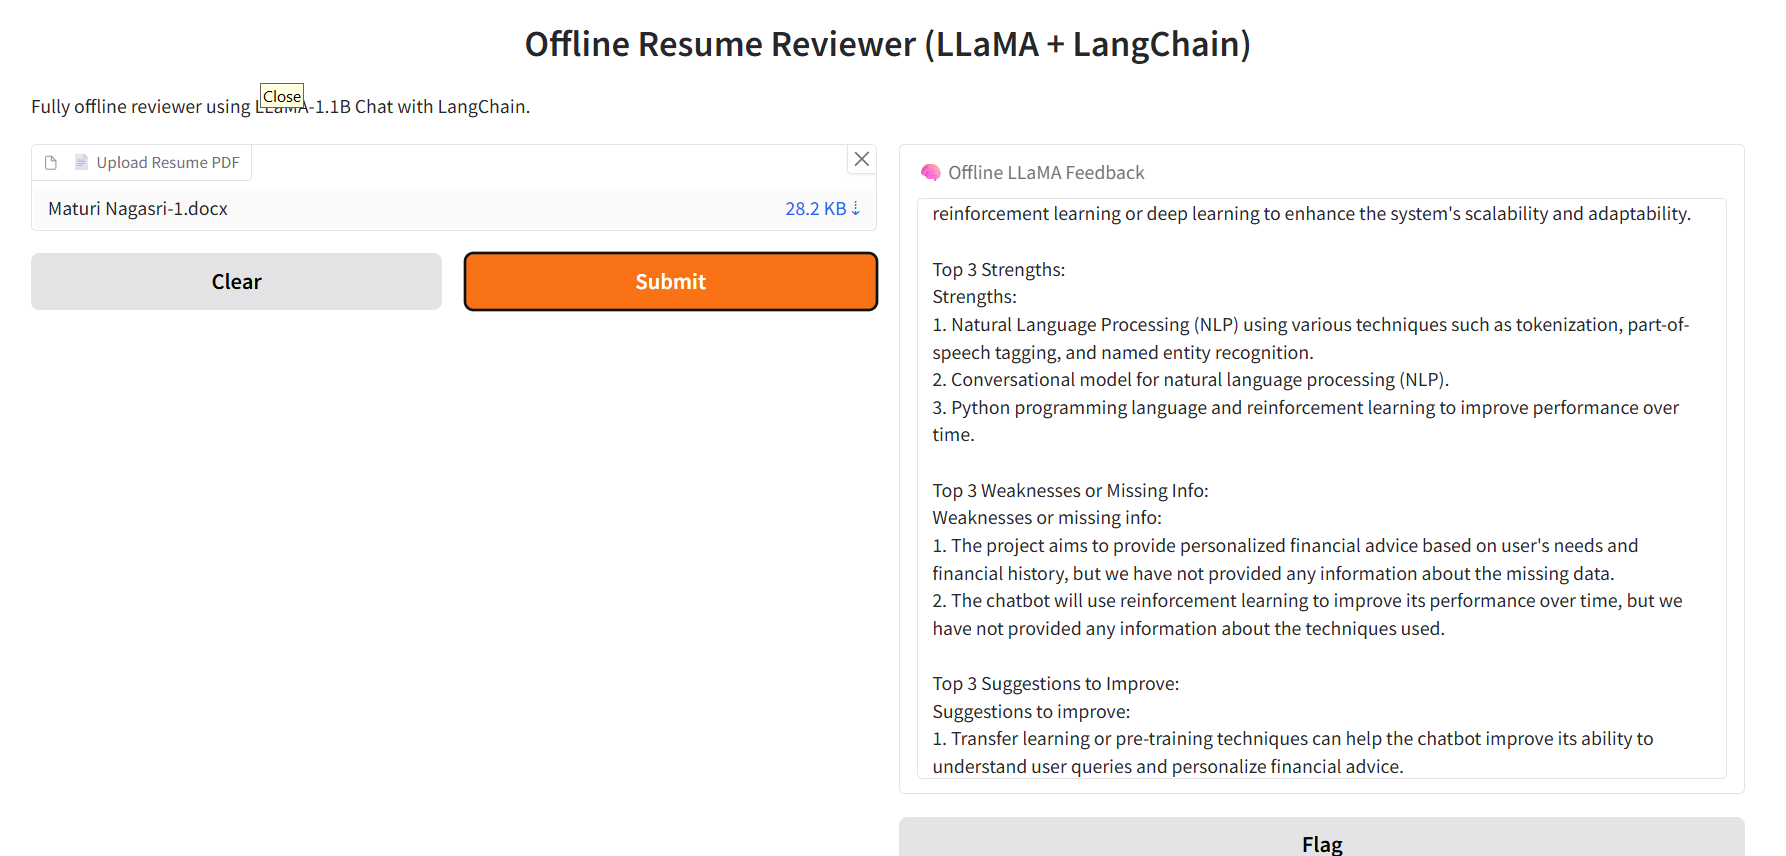 Offline Resume Reviewer (LLaMA + LangChain)
Close
Fully offline reviewer using LLaMA-1.1B Chat with LangChain.
Upload Resume PDF
Maturi Nagasri-1.docx
28.2 KB ⇣
Clear
Submit
Offline LLaMA Feedback
reinforcement learning or deep learning to enhance the system's scalability and adaptability.
Top 3 Strengths:
Strengths:
1. Natural Language Processing (NLP) using various techniques such as tokenization, part-of-
speech tagging, and named entity recognition.
2. Conversational model for natural language processing (NLP).
3. Python programming language and reinforcement learning to improve performance over
time.
Top 3 Weaknesses or Missing Info:
Weaknesses or missing info:
1. The project aims to provide personalized financial advice based on user's needs and
financial history, but we have not provided any information about the missing data.
2. The chatbot will use reinforcement learning to improve its performance over time, but we
have not provided any information about the techniques used.
Top 3 Suggestions to Improve:
Suggestions to improve:
1. Transfer learning or pre-training techniques can help the chatbot improve its ability to
understand user queries and personalize financial advice.
Flag